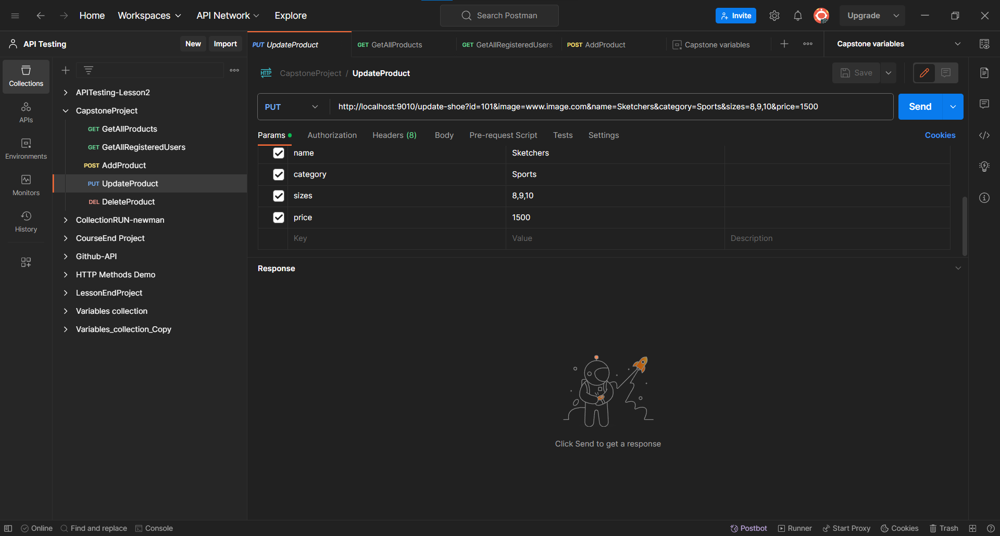 Home Workspaces API Network Explore Search Postman Invite Upgrade
API Testing New Import
PUT UpdateProduct GET GetAllProducts GET GetAllRegisteredUsers POST AddProduct Capstone variables Capstone variables
HTTP CapstoneProject / UpdateProduct Save
Collections
APIs
Environments
Monitors
History
APITesting-Lesson2
CapstoneProject
GET GetAllProducts
GET GetAllRegisteredUsers
POST AddProduct
PUT UpdateProduct
DEL DeleteProduct
CollectionRUN-newman
CourseEnd Project
Github-API
HTTP Methods Demo
LessonEndProject
Variables collection
Variables_collection_Copy
PUT http://localhost:9010/update-shoe?id=101&image=www.image.com&name=Sketchers&category=Sports&sizes=8,9,10&price=1500 Send
Params Authorization Headers (8) Body Pre-request Script Tests Settings Cookies
name Sketchers
category Sports
sizes 8,9,10
price 1500
Key Value Description
Response
Click Send to get a response
Online Find and replace Console Postbot Runner Start Proxy Cookies Trash